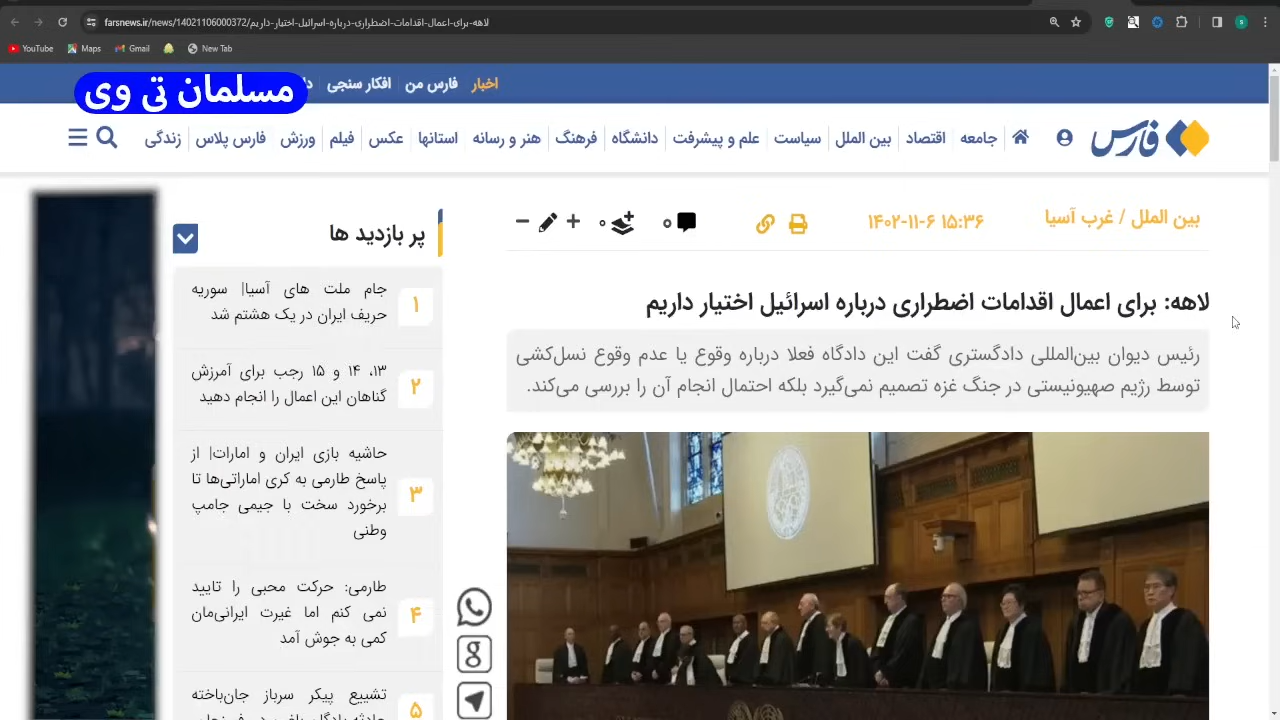 farsnews.ir/news/14021106000372/لاهه-برای-اعمال-اقدامات-اضطراری-درباره-اسرائیل-اختیار-داریم
YouTube Maps Gmail New Tab
مسلمان تی وی
اخبار فارس من افکار سنجی
فارس
جامعه اقتصاد بین الملل سیاست علم و پیشرفت دانشگاه فرهنگ هنر و رسانه استانها عکس فیلم ورزش فارس پلاس زندگی
بین الملل / غرب آسیا
۱۴۰۲-۱۱-۶ ۱۵:۳۶
۰ ۰
لاهه: برای اعمال اقدامات اضطراری درباره اسرائیل اختیار داریم
رئیس دیوان بین‌المللی دادگستری گفت این دادگاه فعلا درباره وقوع یا عدم وقوع نسل‌کشی
توسط رژیم صهیونیستی در جنگ غزه تصمیم نمی‌گیرد بلکه احتمال انجام آن را بررسی می‌کند.
پر بازدید ها
۱
جام ملت های آسیا| سوریه
حریف ایران در یک هشتم شد
۲
۱۳، ۱۴ و ۱۵ رجب برای آمرزش
گناهان این اعمال را انجام دهید
۳
حاشیه بازی ایران و امارات| از
پاسخ طارمی به کری اماراتی‌ها تا
برخورد سخت با جیمی جامپ
وطنی
۴
طارمی: حرکت محبی را تایید
نمی کنم اما غیرت ایرانی‌مان
کمی به جوش آمد
۵
تشییع پیکر سرباز جان‌باخته